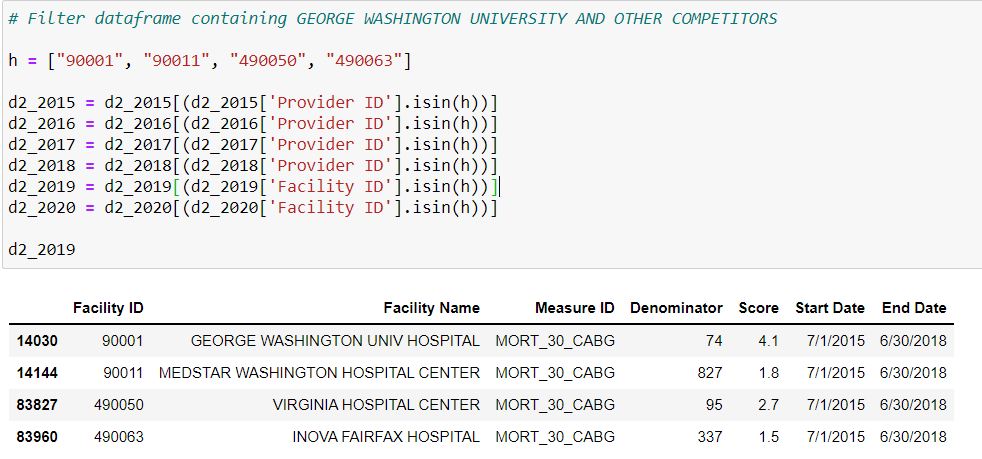 # Filter dataframe containing GEORGE WASHINGTON UNIVERSITY AND OTHER COMPETITORS
h = ["90001", "90011", "490050", "490063"]
d2_2015 = d2_2015[(d2_2015['Provider ID'].isin(h))]
d2_2016 = d2_2016[(d2_2016['Provider ID'].isin(h))]
d2_2017 = d2_2017[(d2_2017['Provider ID'].isin(h))]
d2_2018 = d2_2018[(d2_2018['Provider ID'].isin(h))]
d2_2019 = d2_2019[(d2_2019['Facility ID'].isin(h))]
d2_2020 = d2_2020[(d2_2020['Facility ID'].isin(h))]
d2_2019
Facility ID Facility Name Measure ID Denominator Score Start Date End Date
14030 90001 GEORGE WASHINGTON UNIV HOSPITAL MORT_30_CABG 74 4.1 7/1/2015 6/30/2018
14144 90011 MEDSTAR WASHINGTON HOSPITAL CENTER MORT_30_CABG 827 1.8 7/1/2015 6/30/2018
83827 490050 VIRGINIA HOSPITAL CENTER MORT_30_CABG 95 2.7 7/1/2015 6/30/2018
83960 490063 INOVA FAIRFAX HOSPITAL MORT_30_CABG 337 1.5 7/1/2015 6/30/2018